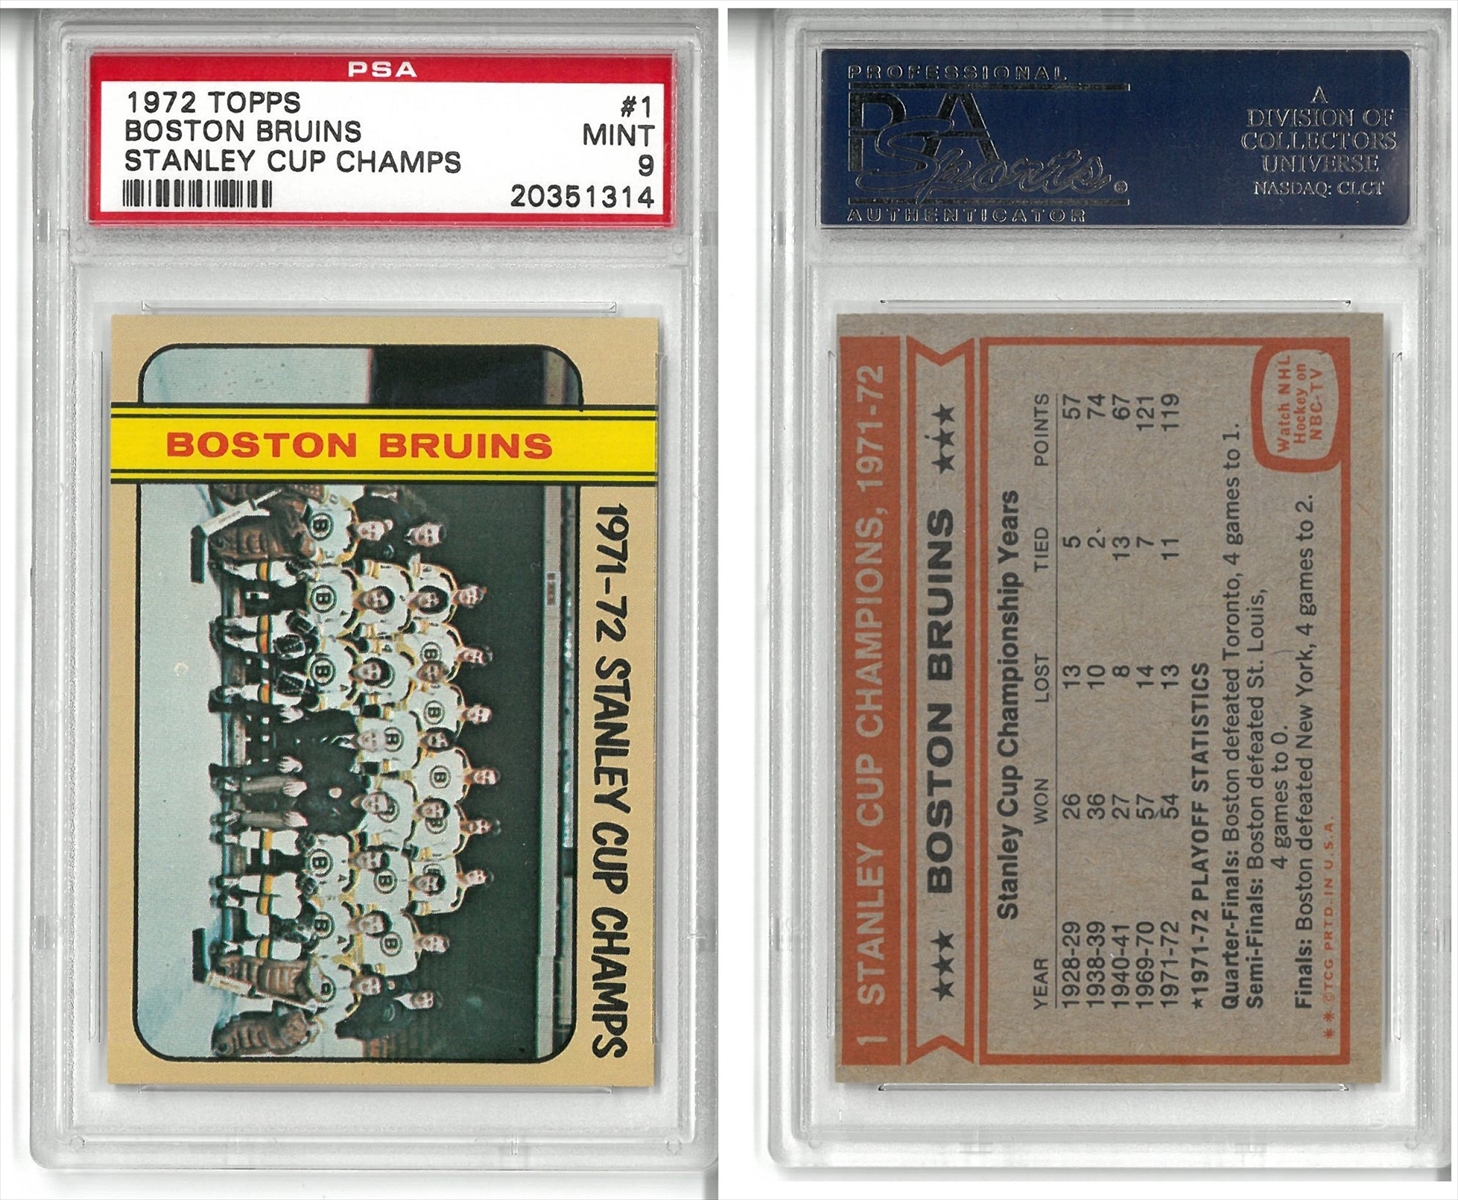 PSA
1972 TOPPS #1
BOSTON BRUINS MINT
STANLEY CUP CHAMPS 9
20351314
BOSTON BRUINS
1971-72 STANLEY CUP CHAMPS
PROFESSIONAL
PSA
Sports®
AUTHENTICATOR
A
DIVISION OF
COLLECTORS
UNIVERSE
NASDAQ: CLCT
1 STANLEY CUP CHAMPIONS, 1971-72
★★★ BOSTON BRUINS ★★★
Stanley Cup Championship Years
YEAR WON LOST TIED POINTS
1928-29 26 13 5 57
1938-39 36 10 2 74
1940-41 27 8 13 67
1969-70 57 14 7 121
1971-72 54 13 11 119
★1971-72 PLAYOFF STATISTICS
Quarter-Finals: Boston defeated Toronto, 4 games to 1.
Semi-Finals: Boston defeated St. Louis,
4 games to 0.
Finals: Boston defeated New York, 4 games to 2.
Watch NHL
Hockey on
NBC-TV
**©TCG PRTD. IN U.S.A.